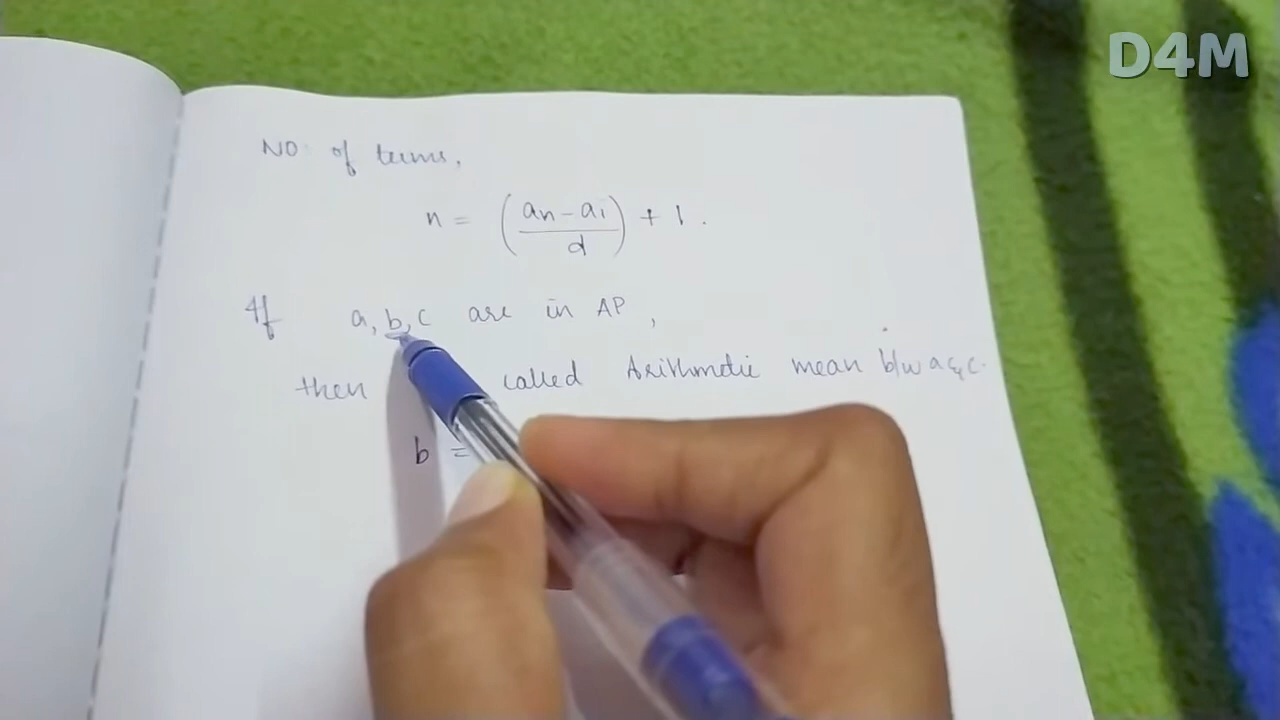 D4M
NO: of terms,
n = (an - a1 / d) + 1.
If a, b, c are in AP,
then called Arithmetic mean b/w a & c.
b =